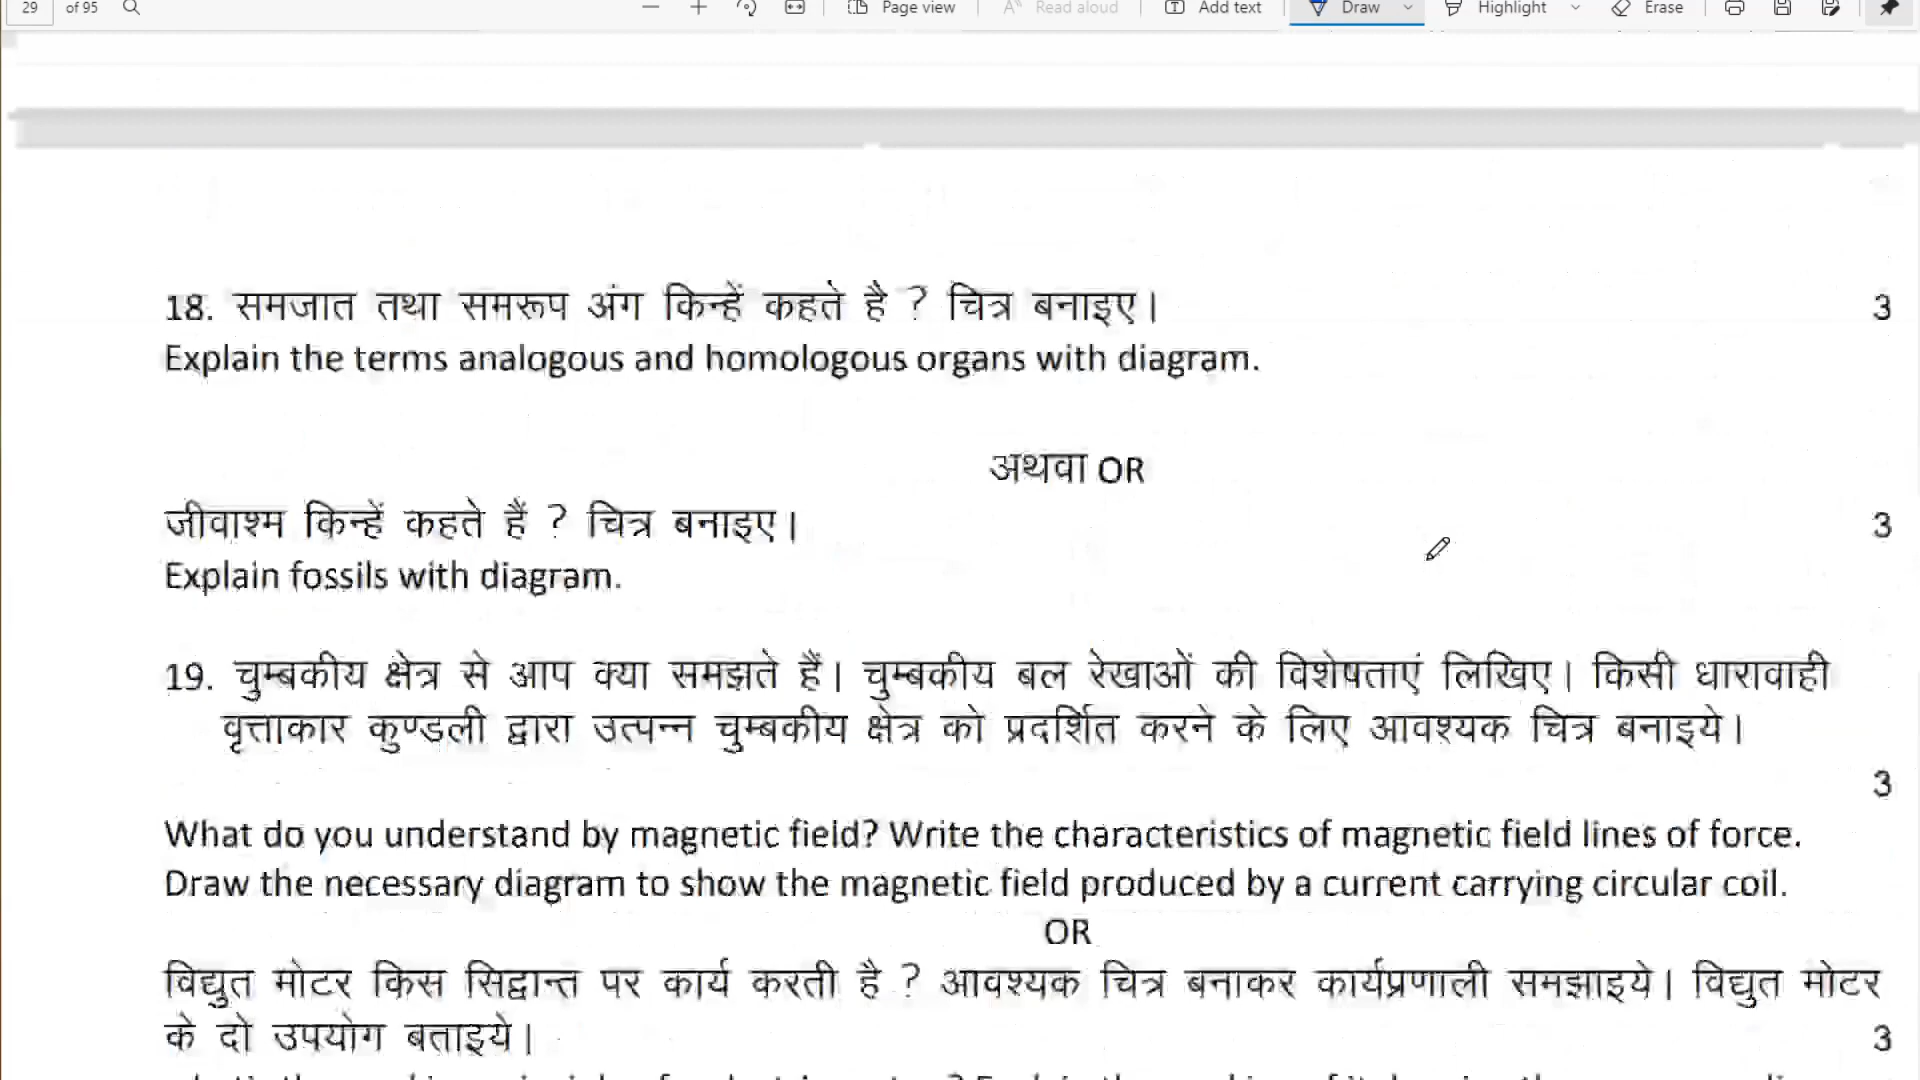 29 of 95 Page view Read aloud Add text Draw Highlight Erase
18. समजात तथा समरूप अंग किन्हें कहते है ? चित्र बनाइए। 3
Explain the terms analogous and homologous organs with diagram.
अथवा OR
जीवाश्म किन्हें कहते हैं ? चित्र बनाइए। 3
Explain fossils with diagram.
19. चुम्बकीय क्षेत्र से आप क्या समझते हैं। चुम्बकीय बल रेखाओं की विशेषताएं लिखिए। किसी धारावाही
वृत्ताकार कुण्डली द्वारा उत्पन्न चुम्बकीय क्षेत्र को प्रदर्शित करने के लिए आवश्यक चित्र बनाइये।
3
What do you understand by magnetic field? Write the characteristics of magnetic field lines of force.
Draw the necessary diagram to show the magnetic field produced by a current carrying circular coil.
OR
विद्युत मोटर किस सिद्वान्त पर कार्य करती है ? आवश्यक चित्र बनाकर कार्यप्रणाली समझाइये। विद्युत मोटर
के दो उपयोग बताइये। 3